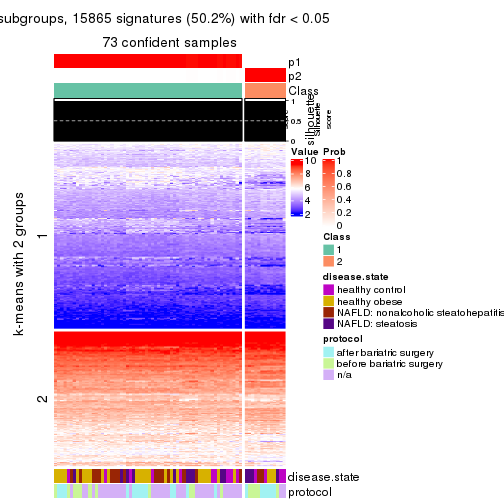 subgroups, 15865 signatures (50.2%) with fdr < 0.05
73 confident samples
p1
p2
Class
1
0.5
0
silhouette
Silhouette
score
Value
10
8
6
4
2
Prob
1
0.8
0.6
0.4
0.2
0
Class
1
2
disease.state
healthy control
healthy obese
NAFLD: nonalcoholic steatohepatitis
NAFLD: steatosis
protocol
after bariatric surgery
before bariatric surgery
n/a
k-means with 2 groups
1
2
disease.state
protocol